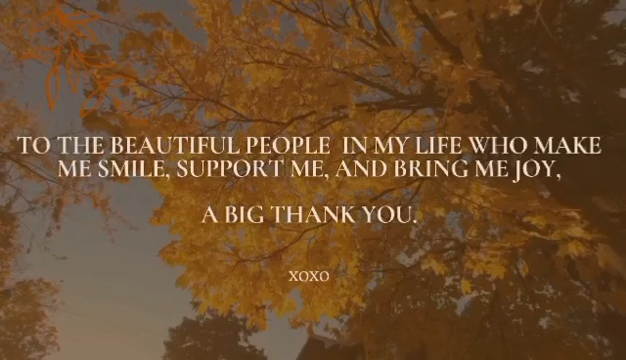 TO THE BEAUTIFUL PEOPLE IN MY LIFE WHO MAKE
ME SMILE, SUPPORT ME, AND BRING ME JOY,
A BIG THANK YOU.
xoxo